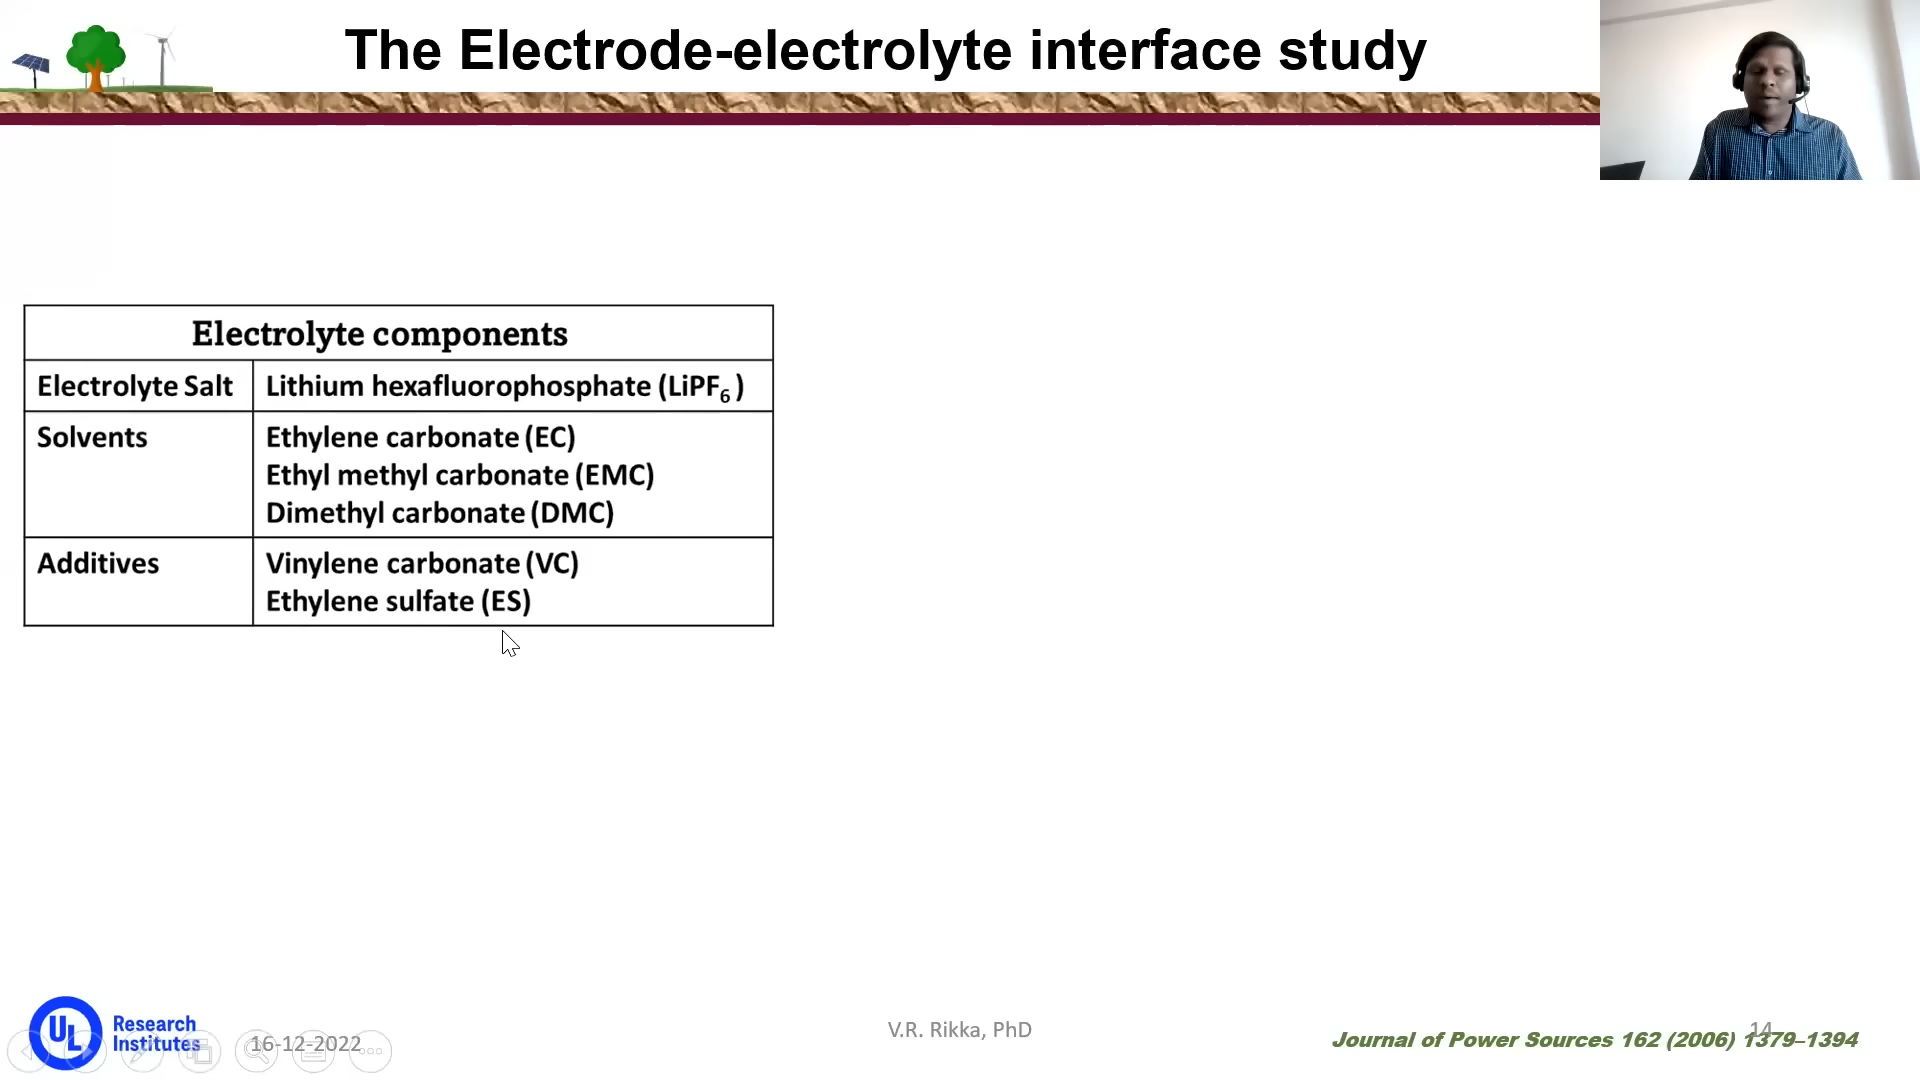 The Electrode-electrolyte interface study
Electrolyte components
Electrolyte Salt Lithium hexafluorophosphate (LiPF6 )
Solvents Ethylene carbonate (EC)
Ethyl methyl carbonate (EMC)
Dimethyl carbonate (DMC)
Additives Vinylene carbonate (VC)
Ethylene sulfate (ES)
UL Research
Institutes
16-12-2022
V.R. Rikka, PhD
14
Journal of Power Sources 162 (2006) 1379–1394